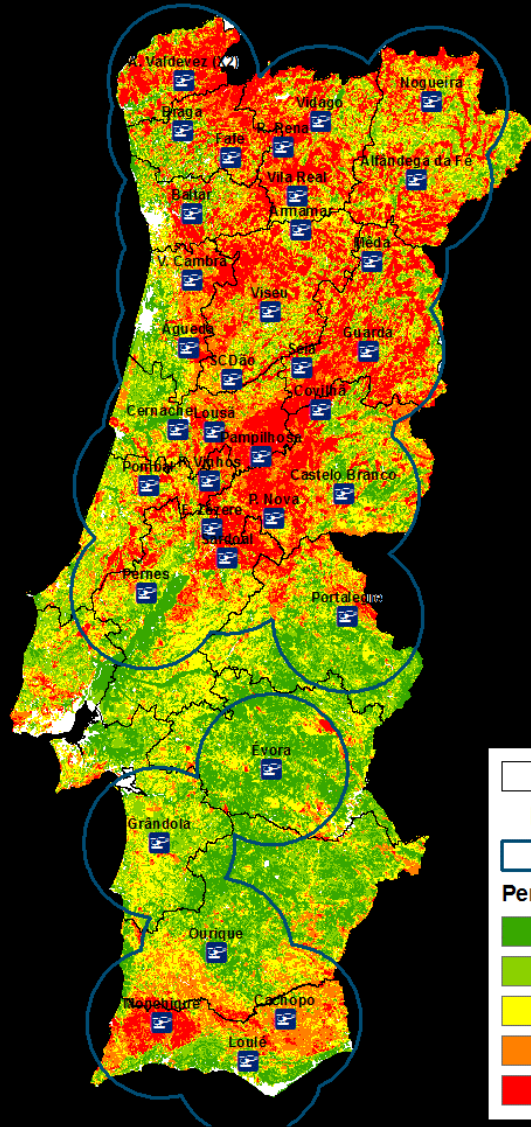 A. Valdevez (X2)
Nogueira
Braga
Vidago
Fafe
R. Pena
Alfândega da Fé
Vila Real
Baltar
Armamar
Mêda
V. Cambra
Viseu
Águeda
Guarda
Seia
SCDão
Covilhã
Cernache
Lousã
Pampilhosa
Pombal
F. Vinhos
Castelo Branco
P. Nova
F. Zêzere
Sardoal
Pernes
Portalegre
Évora
Grândola
Ourique
Monchique
Cachopo
Loulé
Per